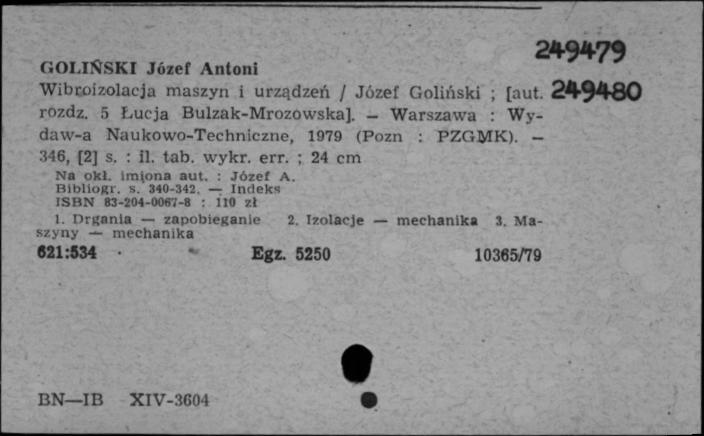 249479
GOLIŃSKI Józef Antoni
Wibroizolacja maszyn i urządzeń / Józef Goliński ; [aut. 249480
rozdz. 5 Łucja Bulzak-Mrozowska]. — Warszawa : Wy-
daw-a Naukowo-Techniczne, 1979 (Pozn : PZGMK). —
346, [2] s. : il. tab. wykr. err. ; 24 cm
Na okł. imiona aut. : Józef A.
Bibliogr. s. 340-342. — Indeks
ISBN 83-204-0067-8 : 110 zł
1. Drgania — zapobieganie 2. Izolacje — mechanika 3. Ma-
szyny — mechanika
621:534 Egz. 5250 10365/79
BN—IB XIV-3604